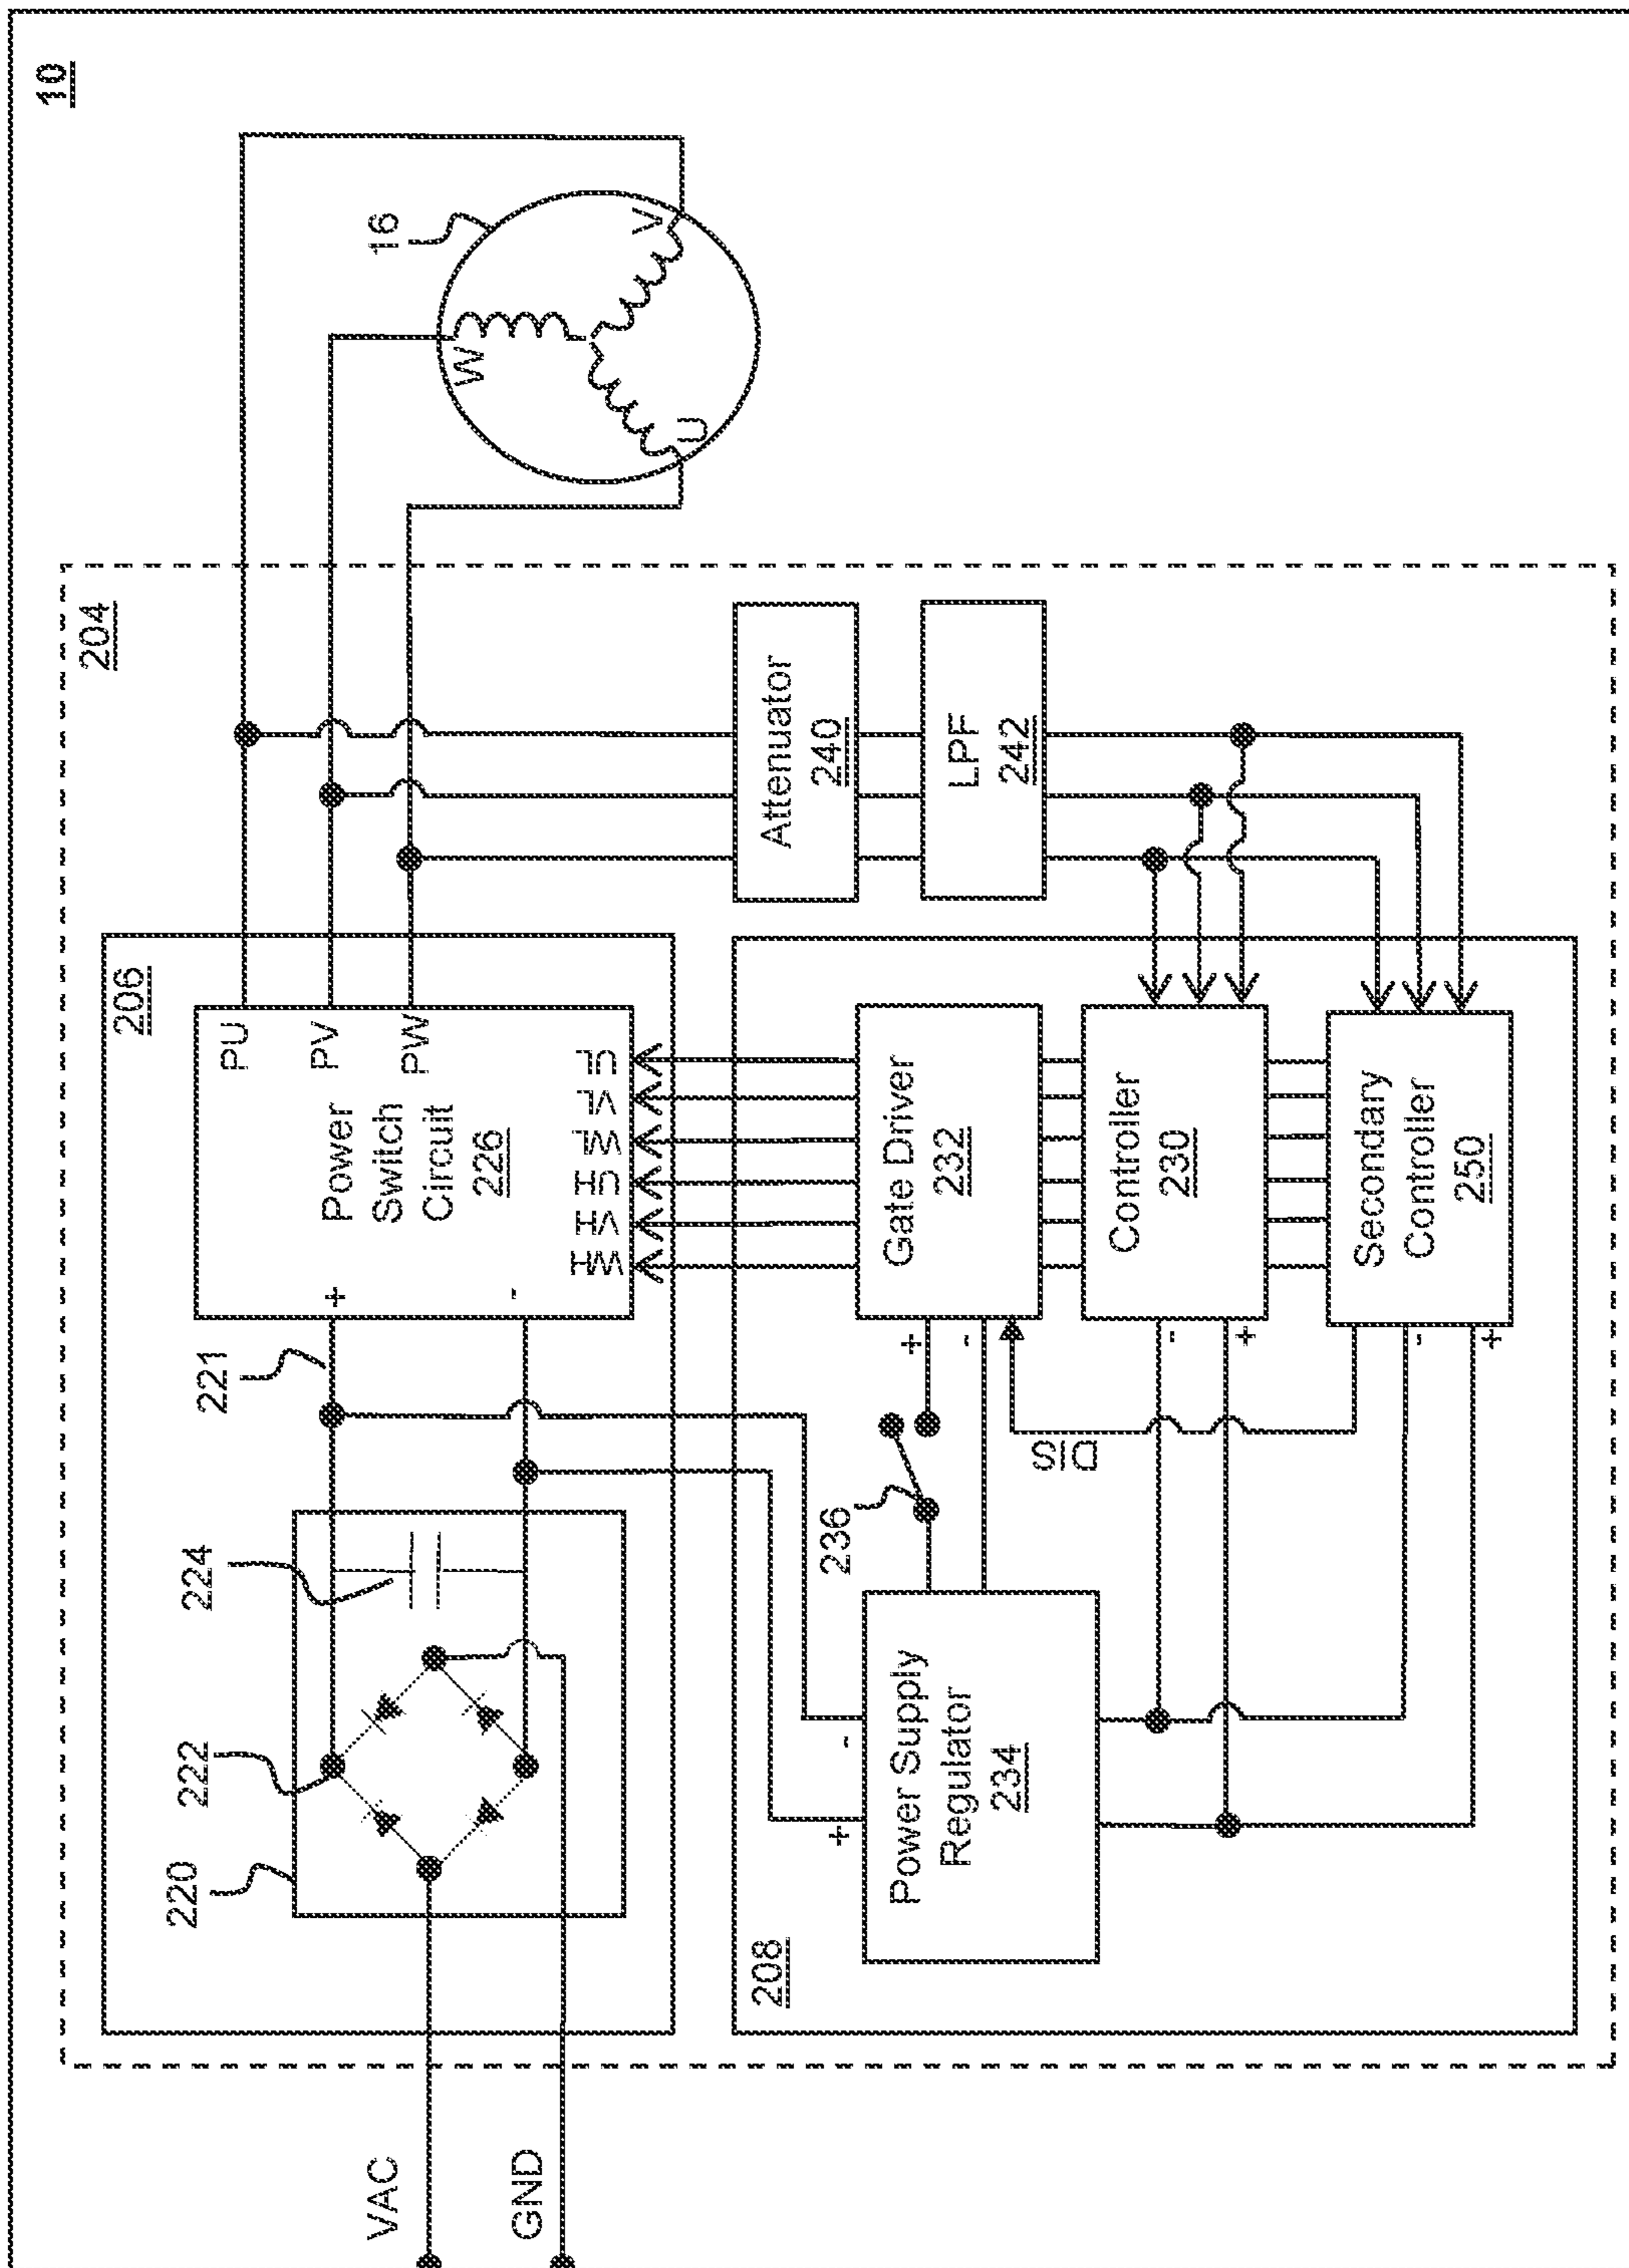 10
204
206
PU
PV
PW
Power
Switch
Circuit
226
+
-
WH
VH
UH
WL
VL
UL
221
224
222
220
VAC
GND
16
W
V
U
Attenuator
240
LPF
242
208
Gate Driver
232
+
-
Controller
230
-
+
Secondary
Controller
250
-
+
DIS
236
Power Supply
Regulator
234
-
+